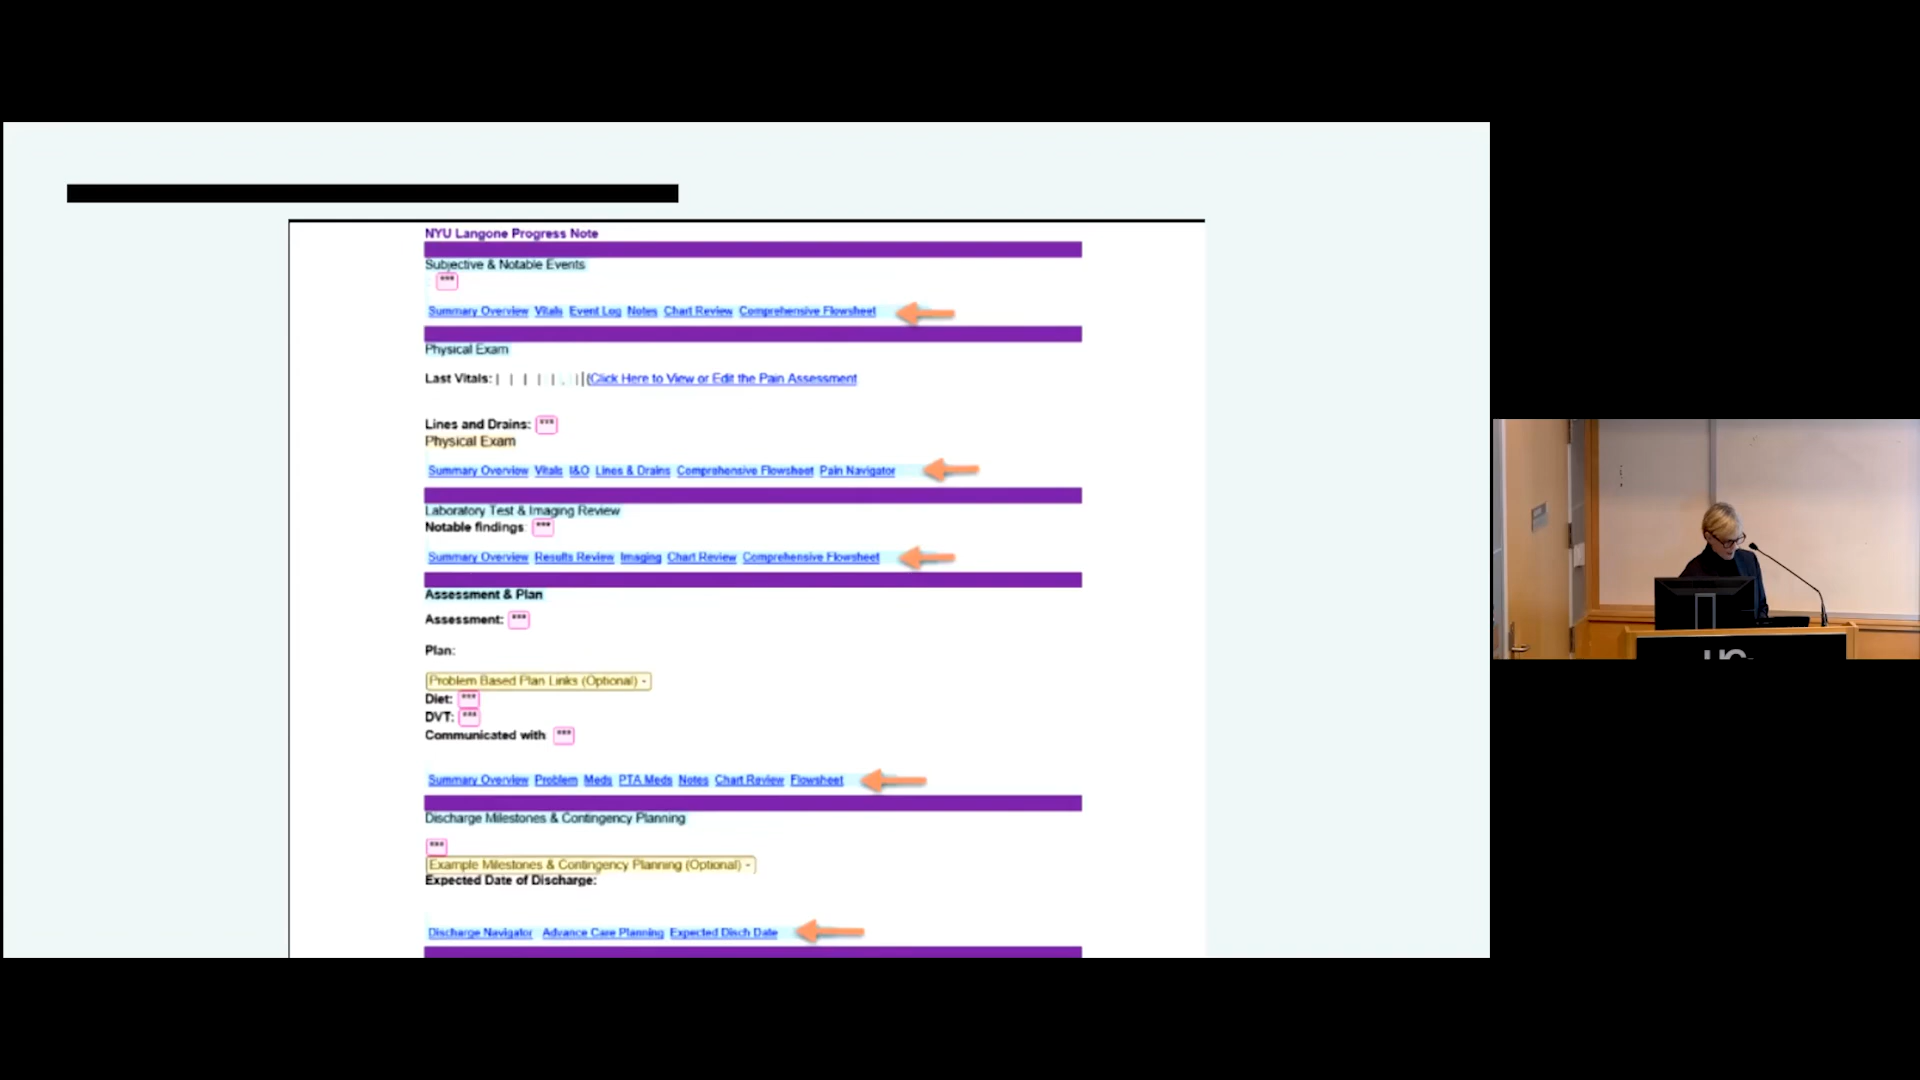 NYU Langone Progress Note
Subjective & Notable Events
***
Summary Overview Vitals Event Log Notes Chart Review Comprehensive Flowsheet
Physical Exam
Last Vitals: | | | | | . | | (Click Here to View or Edit the Pain Assessment
Lines and Drains: ***
Physical Exam
Summary Overview Vitals I&O Lines & Drains Comprehensive Flowsheet Pain Navigator
Laboratory Test & Imaging Review
Notable findings: ***
Summary Overview Results Review Imaging Chart Review Comprehensive Flowsheet
Assessment & Plan
Assessment: ***
Plan:
Problem Based Plan Links (Optional) -
Diet: ***
DVT: ***
Communicated with ***
Summary Overview Problem Meds PTA Meds Notes Chart Review Flowsheet
Discharge Milestones & Contingency Planning
***
Example Milestones & Contingency Planning (Optional) -
Expected Date of Discharge:
Discharge Navigator Advance Care Planning Expected Disch Date